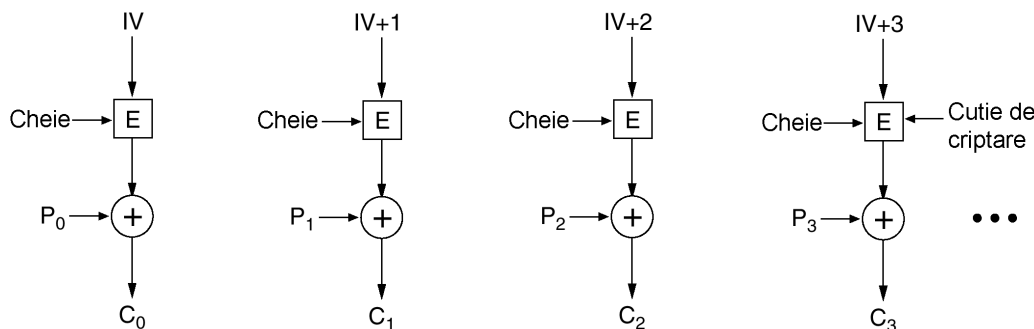 IV IV+1 IV+2 IV+3
Cheie E Cheie E Cheie E Cheie E Cutie de
criptare
P0 + P1 + P2 + P3 + •••
C0 C1 C2 C3